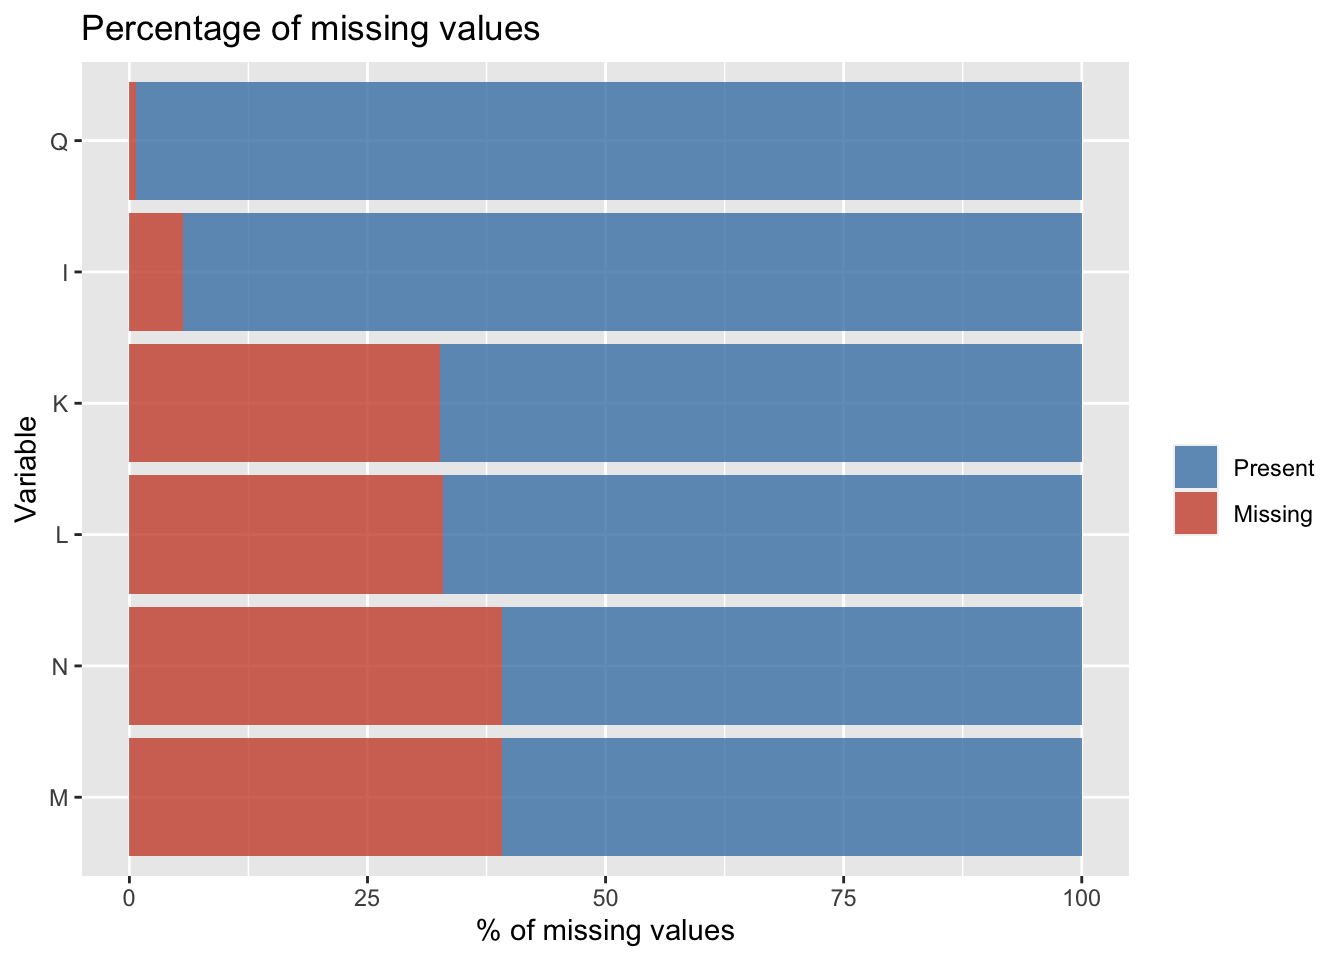 Percentage of missing values
Q
I
K
L
N
M
Variable
0 25 50 75 100
% of missing values
Present
Missing